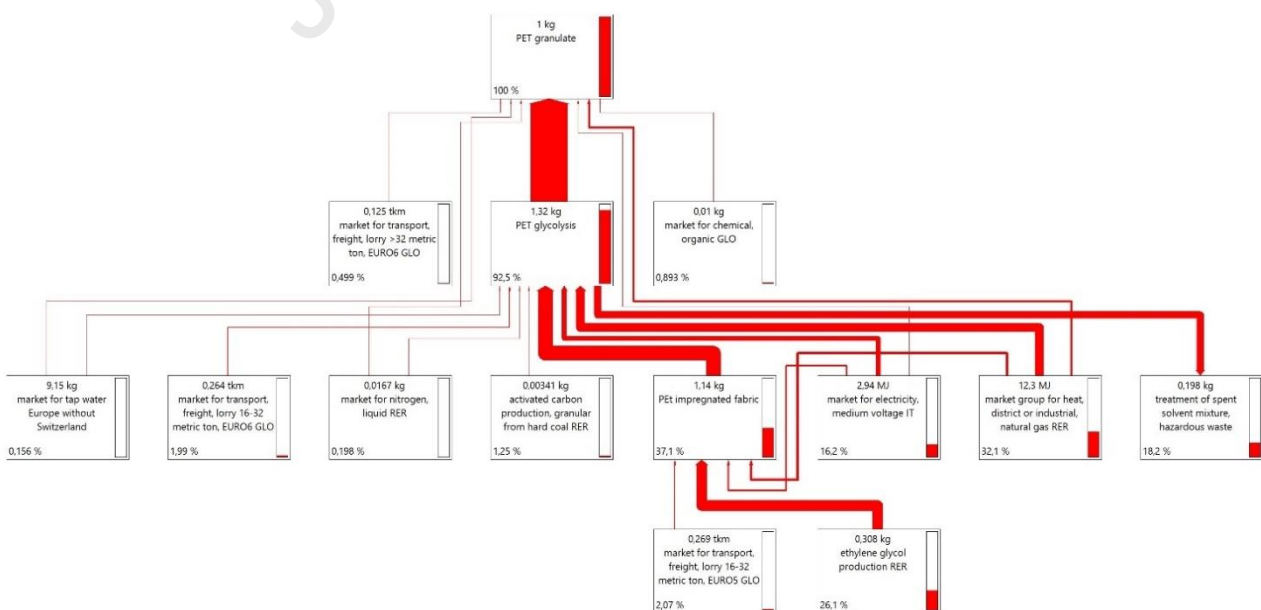 1 kg
PET granulate
100 %
0,125 tkm
market for transport,
freight, lorry >32 metric
ton, EURO6 GLO
0,499 %
1,32 kg
PET glycolysis
92,5 %
0,01 kg
market for chemical,
organic GLO
0,893 %
9,15 kg
market for tap water
Europe without
Switzerland
0,156 %
0,264 tkm
market for transport,
freight, lorry 16-32
metric ton, EURO6 GLO
1,99 %
0,0167 kg
market for nitrogen,
liquid RER
0,198 %
0,00341 kg
activated carbon
production, granular
from hard coal RER
1,25 %
1,14 kg
PEt impregnated fabric
37,1 %
2,94 MJ
market for electricity,
medium voltage IT
16,2 %
12,3 MJ
market group for heat,
district or industrial,
natural gas RER
32,1 %
0,198 kg
treatment of spent
solvent mixture,
hazardous waste
18,2 %
0,269 tkm
market for transport,
freight, lorry 16-32
metric ton, EURO5 GLO
2,07 %
0,308 kg
ethylene glycol
production RER
26,1 %